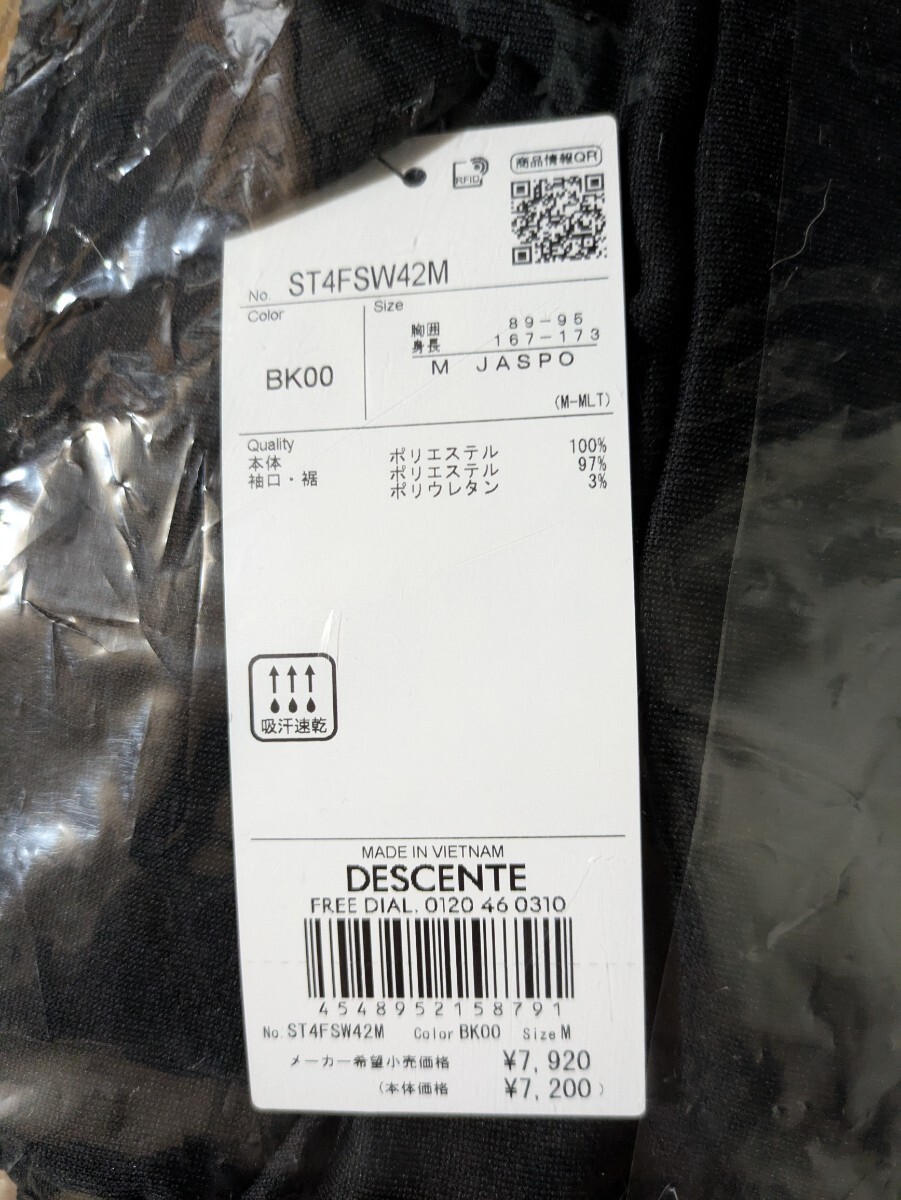 RFID
商品情報QR
No. ST4FSW42M
Color
Size
胸囲 89-95
身長 167-173
BK00
M JASPO
(M-MLT)
Quality
本体 ポリエステル 100%
袖口・裾 ポリエステル 97%
ポリウレタン 3%
吸汗速乾
MADE IN VIETNAM
DESCENTE
FREE DIAL. 0120 46 0310
4548952158791
No.ST4FSW42M Color BK00 Size M
メーカー希望小売価格 ¥7,920
(本体価格 ¥7,200)